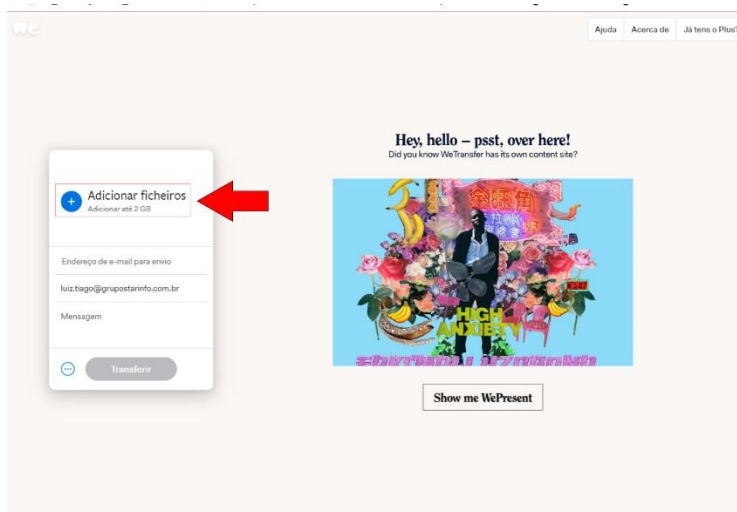 we
Ajuda
Acerca de
Já tens o Plus?
Hey, hello – psst, over here!
Did you know WeTransfer has its own content site?
+ Adicionar ficheiros
Adicionar até 2 GB
Endereço de e-mail para envio
luiz.tiago@grupostarinfo.com.br
Mensagem
Transferir
HIGH
ANXIETY
OPEN
Show me WePresent